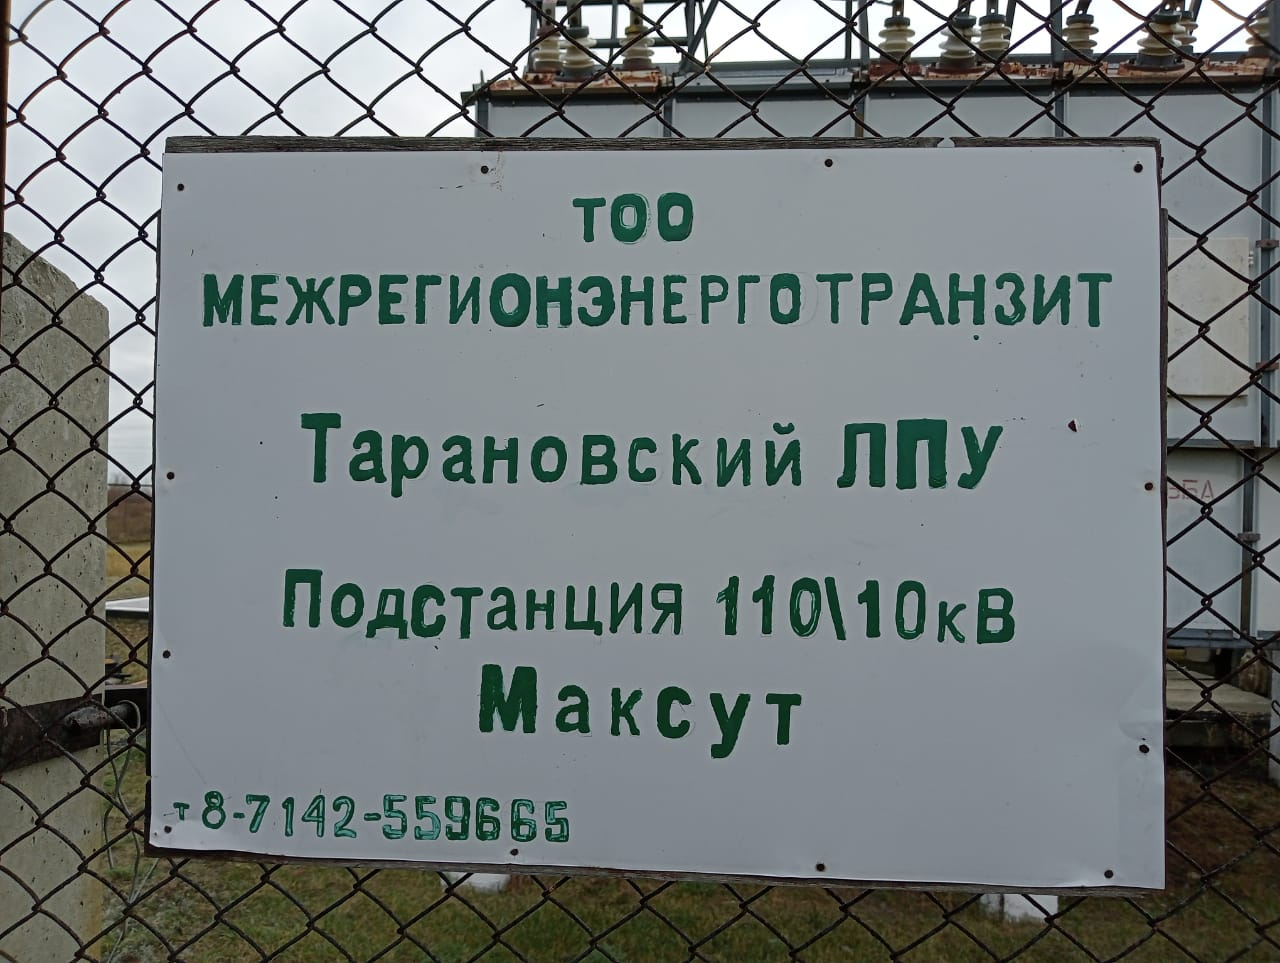 ТОО
МЕЖРЕГИОНЭНЕРГОТРАНЗИТ
Тарановский ЛПУ
Подстанция 110\10кВ
Максут
т 8-7142-559665